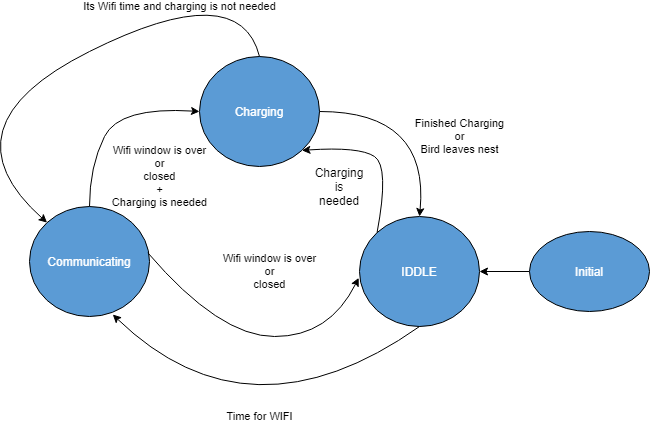 Its Wifi time and charging is not needed
Charging
Finished Charging
or
Bird leaves nest
Wifi window is over
or
closed
+
Charging is needed
Charging
is
needed
Communicating
Wifi window is over
or
closed
IDDLE
Initial
Time for WIFI